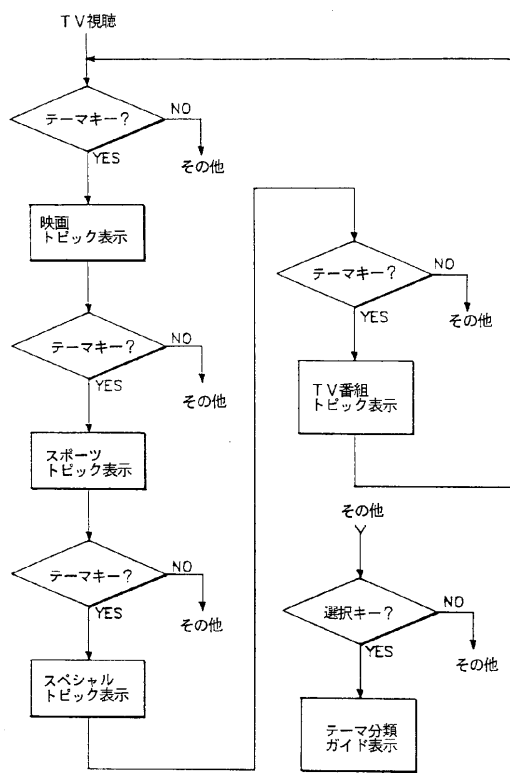 ＴＶ視聴
テーマキー？
NO
YES
その他
映画
トピック表示
テーマキー？
NO
YES
その他
スポーツ
トピック表示
テーマキー？
NO
YES
その他
スペシャル
トピック表示
テーマキー？
NO
YES
その他
ＴＶ番組
トピック表示
その他
選択キー？
NO
YES
その他
テーマ分類
ガイド表示